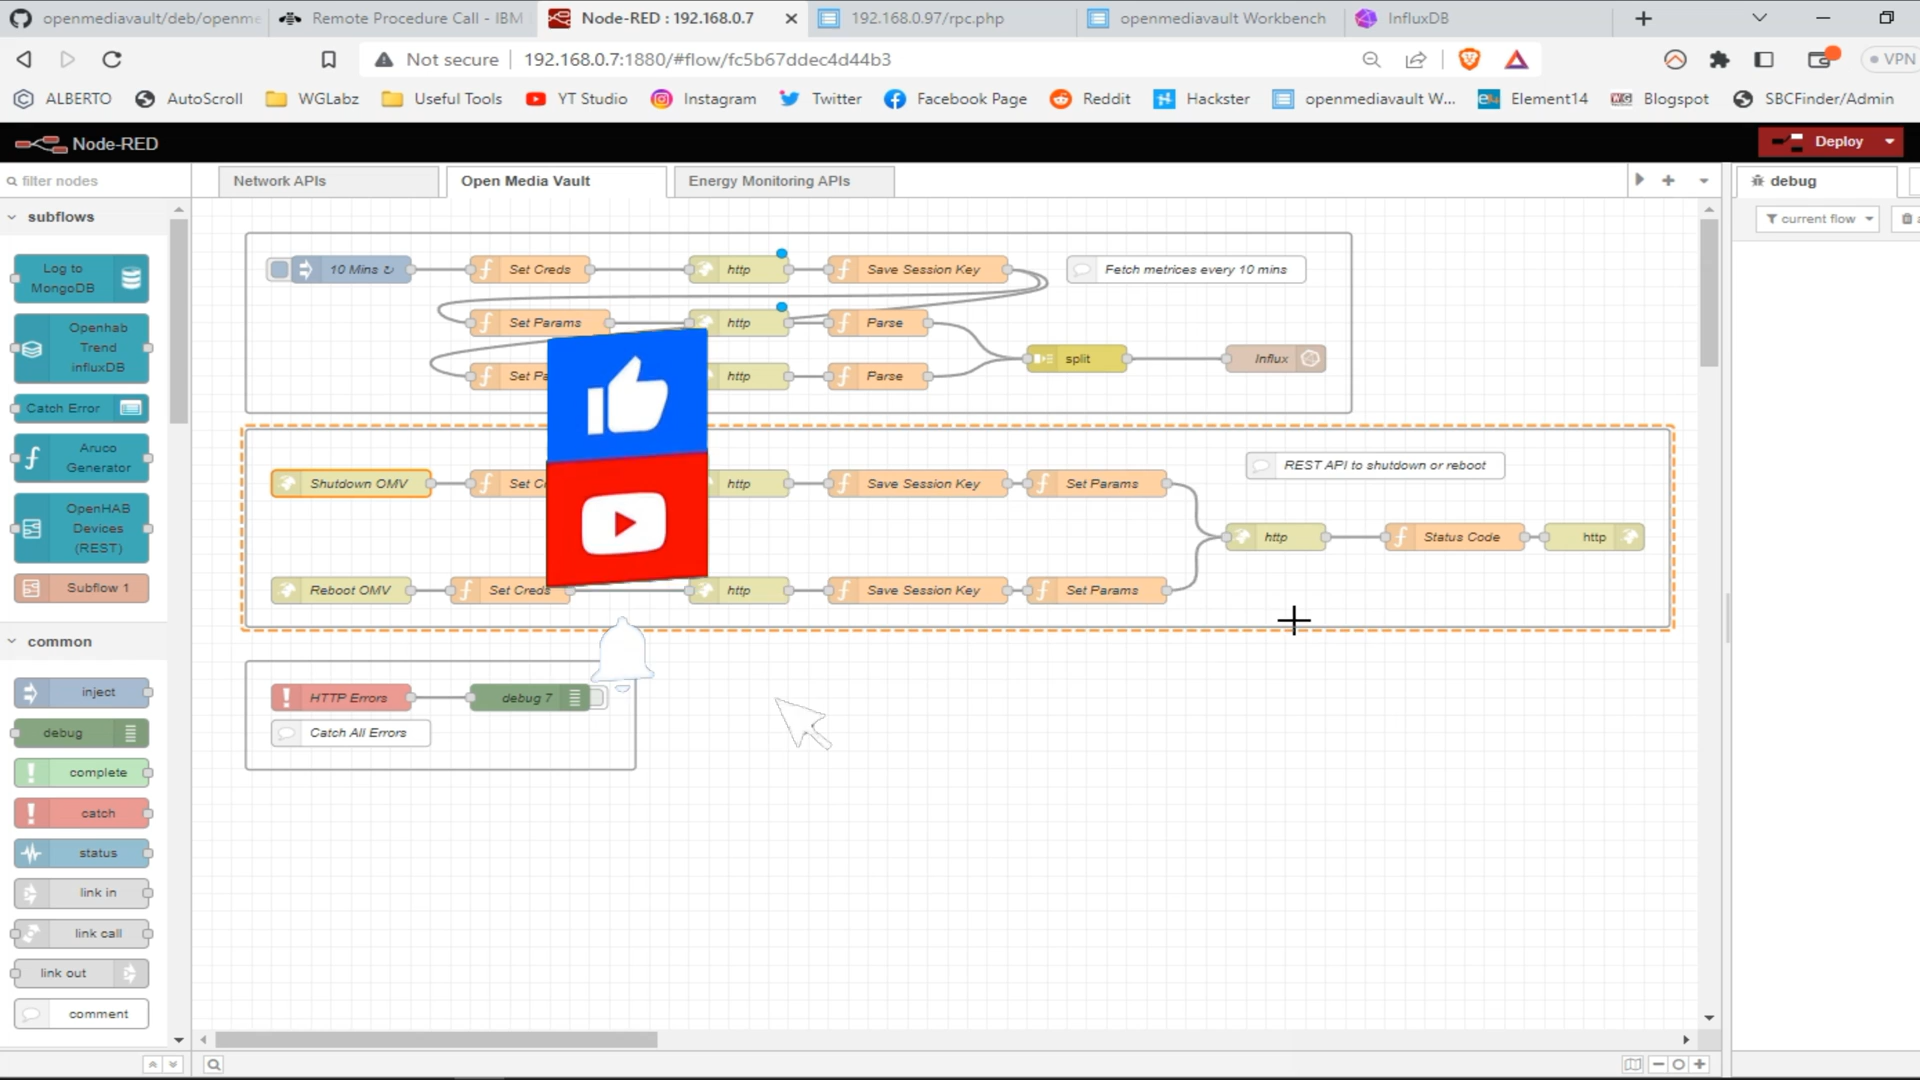 openmediavault/deb/openme
Remote Procedure Call - IBM
Node-RED : 192.168.0.7
192.168.0.97/rpc.php
openmediavault Workbench
InfluxDB
Not secure
192.168.0.7:1880/#flow/fc5b67ddec4d44b3
VPN
ALBERTO
AutoScroll
WGLabz
Useful Tools
YT Studio
Instagram
Twitter
Facebook Page
Reddit
Hackster
openmediavault W...
Element14
Blogspot
SBCFinder/Admin
Node-RED
Deploy
filter nodes
Network APIs
Open Media Vault
Energy Monitoring APIs
debug
subflows
current flow
Log to
MongoDB
Openhab
Trend
influxDB
Catch Error
Aruco
Generator
OpenHAB
Devices
(REST)
Subflow 1
common
inject
debug
complete
catch
status
link in
link call
link out
comment
10 Mins ↻
Set Creds
http
Save Session Key
Fetch metrices every 10 mins
Set Params
http
Parse
split
Influx
Set Pa
http
Parse
REST API to shutdown or reboot
Shutdown OMV
Set C
http
Save Session Key
Set Params
http
Status Code
http
Reboot OMV
Set Creds
http
Save Session Key
Set Params
HTTP Errors
debug 7
Catch All Errors